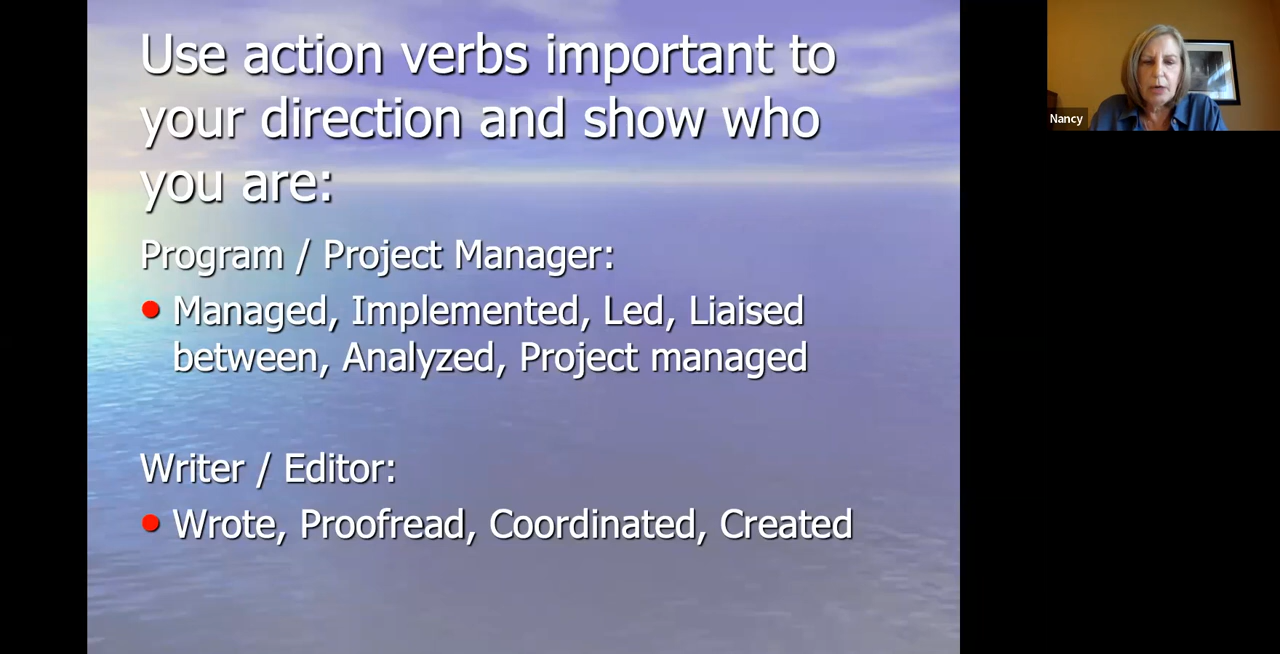 Use action verbs important to
your direction and show who
you are:
Program / Project Manager:
Managed, Implemented, Led, Liaised
between, Analyzed, Project managed
Writer / Editor:
Wrote, Proofread, Coordinated, Created
Nancy